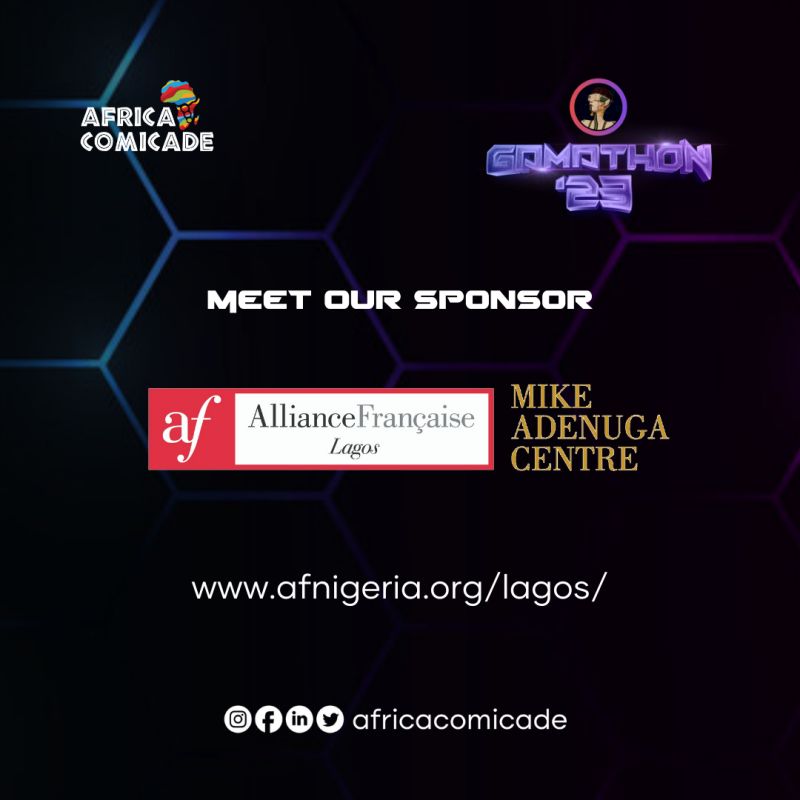 AFRICA
COMICADE
GAMATHON
'23
MEET OUR SPONSOR
af
AllianceFrançaise
Lagos
MIKE
ADENUGA
CENTRE
www.afnigeria.org/lagos/
africacomicade